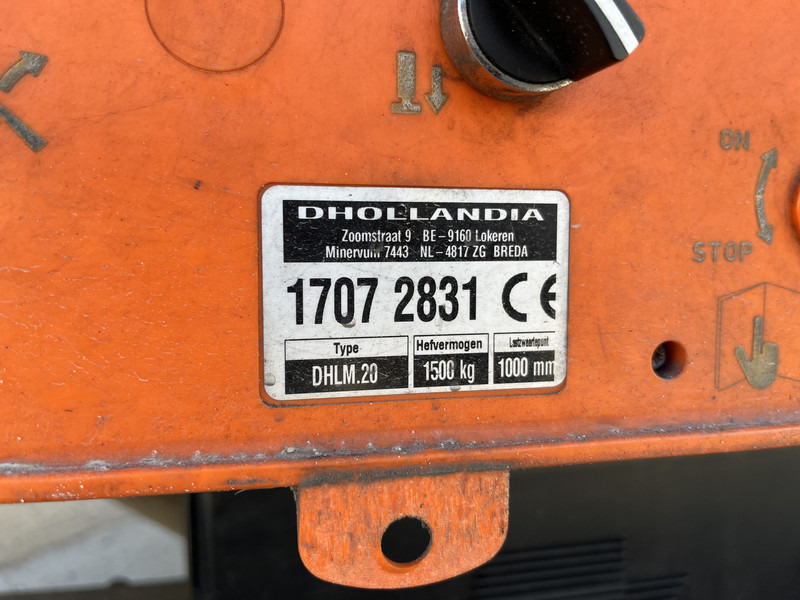 ON
STOP
DHOLLANDIA
Zoomstraat 9 BE-9160 Lokeren
Minervum 7443 NL-4817 ZG BREDA
1707 2831 CE
Type Hefvermogen Lastzwaartepunt
DHLM.20 1500 kg 1000 mm